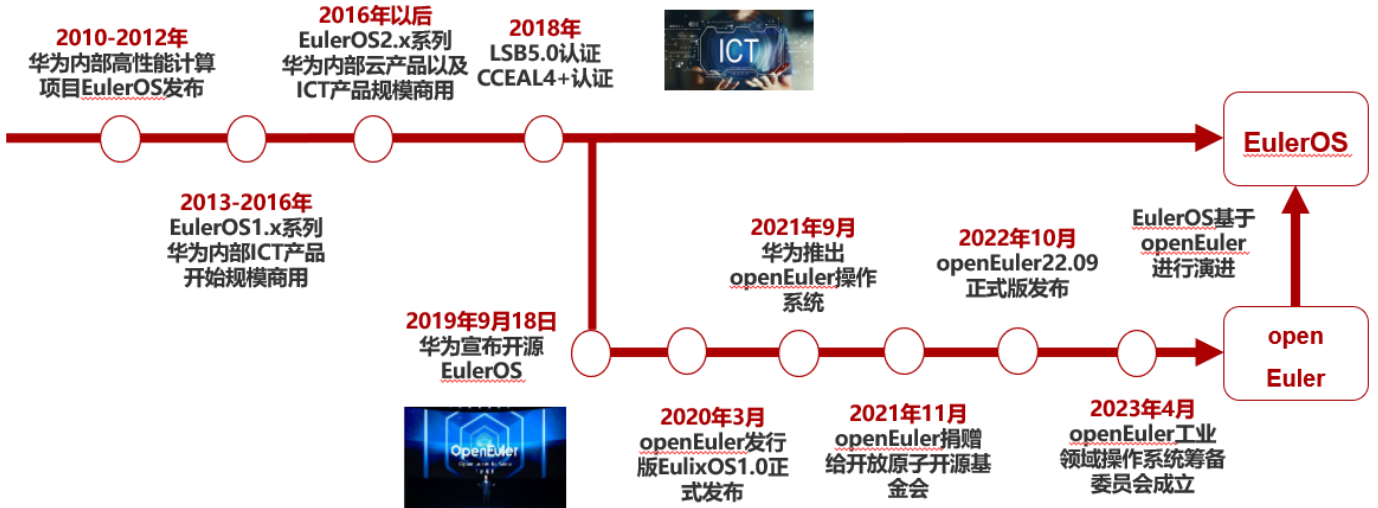 2010-2012年
华为内部高性能计算
项目EulerOS发布
2016年以后
EulerOS2.x系列
华为内部云产品以及
ICT产品规模商用
2018年
LSB5.0认证
CCEAL4+认证
ICT
EulerOS
2013-2016年
EulerOS1.x系列
华为内部ICT产品
开始规模商用
2021年9月
华为推出
openEuler操作
系统
2022年10月
openEuler22.09
正式版发布
EulerOS基于
openEuler
进行演进
2019年9月18日
华为宣布开源
EulerOS
open
Euler
OpenEuler
2020年3月
openEuler发行
版EulixOS1.0正
式发布
2021年11月
openEuler捐赠
给开放原子开源基
金会
2023年4月
openEuler工业
领域操作系统筹备
委员会成立